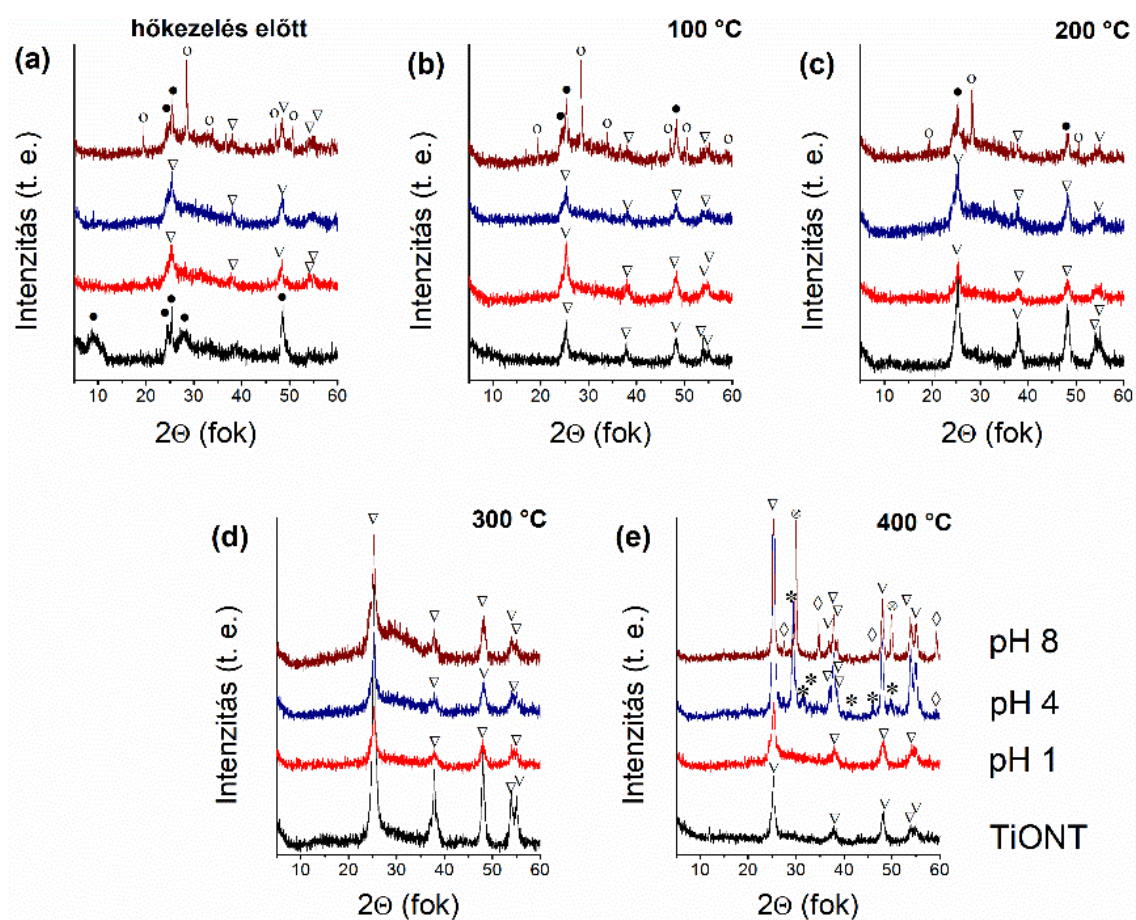 hőkezelés előtt
(a)
Intenzitás (t. e.)
10 20 30 40 50 60
2Θ (fok)
100 °C
(b)
Intenzitás (t. e.)
10 20 30 40 50 60
2Θ (fok)
200 °C
(c)
Intenzitás (t. e.)
10 20 30 40 50 60
2Θ (fok)
300 °C
(d)
Intenzitás (t. e.)
10 20 30 40 50 60
2Θ (fok)
400 °C
(e)
Intenzitás (t. e.)
10 20 30 40 50 60
2Θ (fok)
pH 8
pH 4
pH 1
TiONT